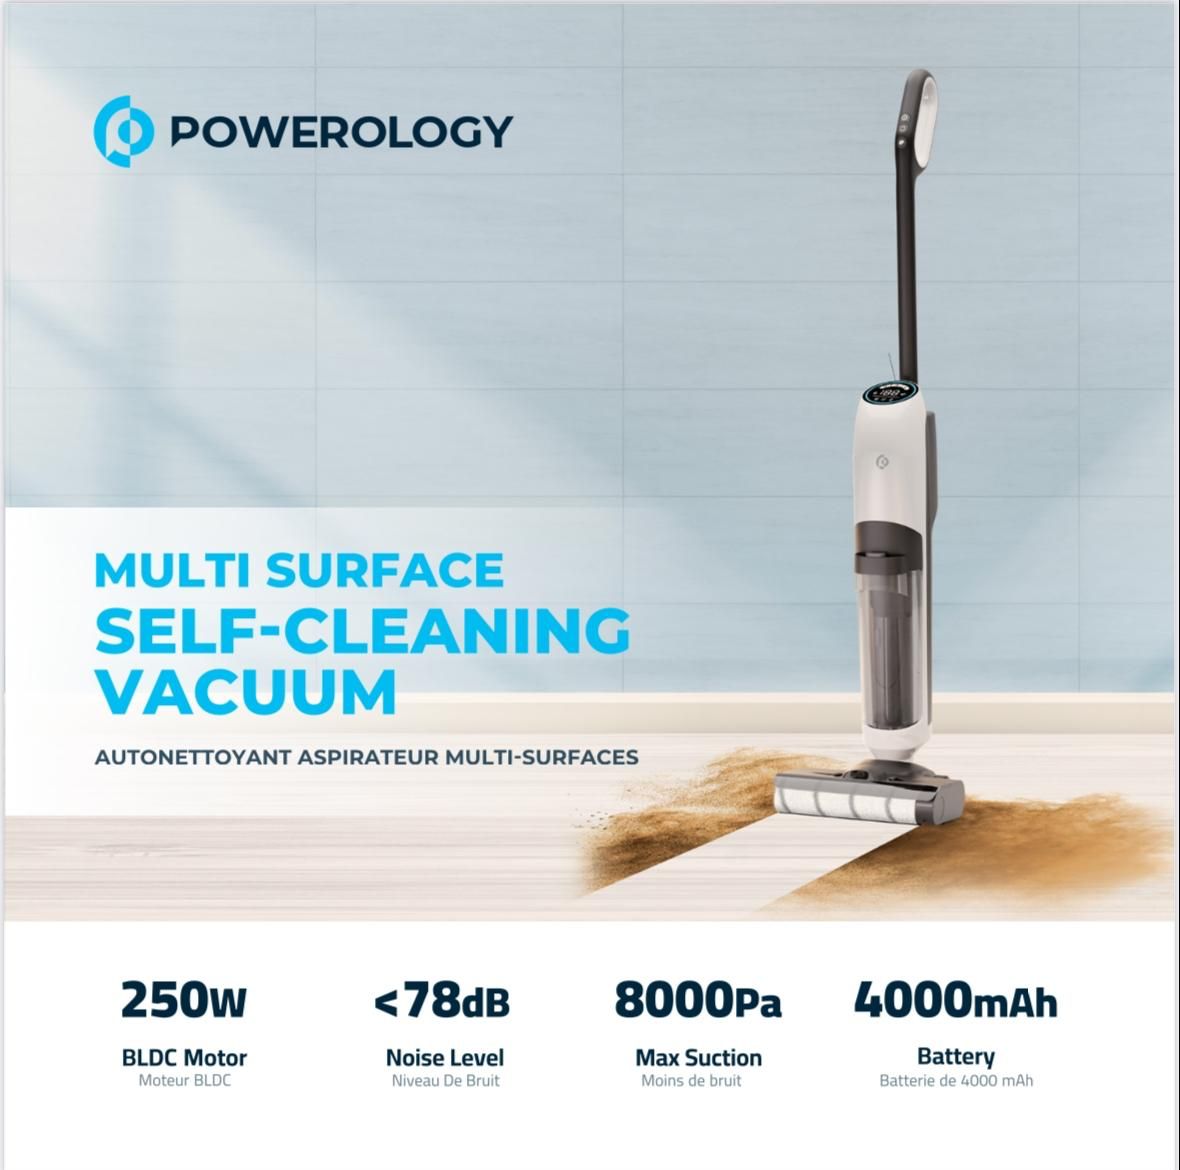 POWEROLOGY
MULTI SURFACE
SELF-CLEANING
VACUUM
AUTONETTOYANT ASPIRATEUR MULTI-SURFACES
250W
BLDC Motor
Moteur BLDC
<78dB
Noise Level
Niveau De Bruit
8000Pa
Max Suction
Moins de bruit
4000mAh
Battery
Batterie de 4000 mAh